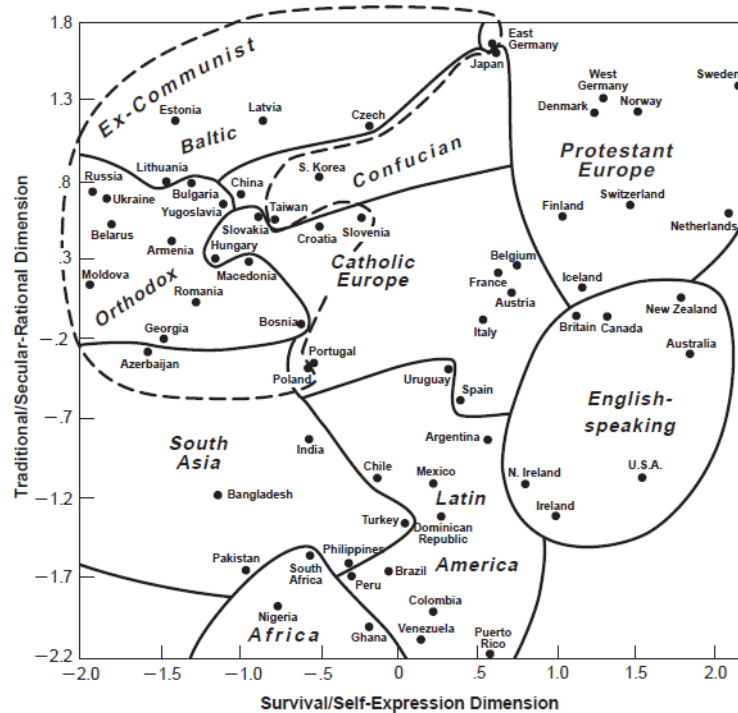 1.8
1.3
.8
.3
−.2
−.7
−1.2
−1.7
−2.2
−2.0
−1.5
−1.0
−.5
0
.5
1.0
1.5
2.0
Traditional/Secular-Rational Dimension
Survival/Self-Expression Dimension
Ex-Communist
Baltic
Confucian
Protestant
Europe
Orthodox
Catholic
Europe
English-
speaking
South
Asia
Latin
America
Africa
East
Germany
Japan
West
Germany
Sweden
Denmark
Norway
Estonia
Latvia
Czech
Lithuania
Russia
Ukraine
Bulgaria
China
S. Korea
Yugoslavia
Taiwan
Slovakia
Belarus
Armenia
Hungary
Croatia
Slovenia
Macedonia
Moldova
Romania
Georgia
Bosnia
Azerbaijan
Portugal
Poland
Finland
Switzerland
Netherlands
Belgium
France
Austria
Italy
Iceland
New Zealand
Britain
Canada
Australia
Uruguay
Spain
India
Argentina
Chile
Mexico
N. Ireland
U.S.A.
Ireland
Bangladesh
Turkey
Dominican
Republic
Pakistan
South
Africa
Philippines
Peru
Brazil
Nigeria
Ghana
Colombia
Venezuela
Puerto
Rico